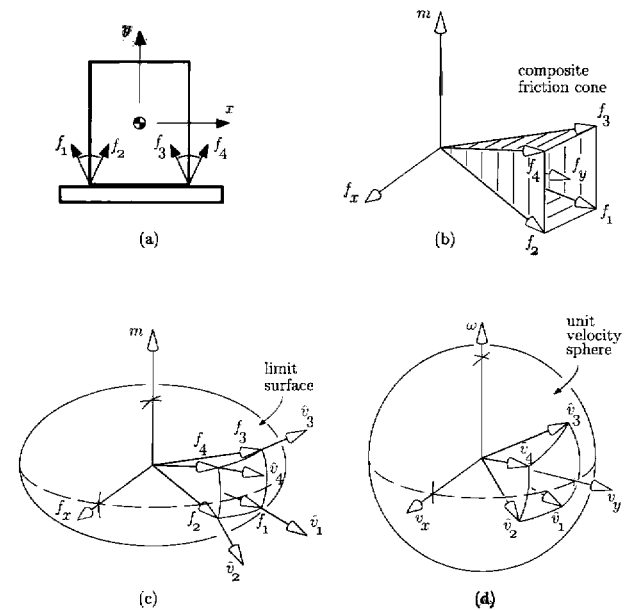 y
x
f1
f2
f3
f4
(a)
m
composite
friction cone
f3
f4
fy
fx
f1
f2
(b)
m
limit
surface
v̂3
f4
f3
v̂4
fx
f2
f1
v̂1
v̂2
(c)
ω
unit
velocity
sphere
v̂3
v̂4
vx
v̂2
v̂1
vy
(d)